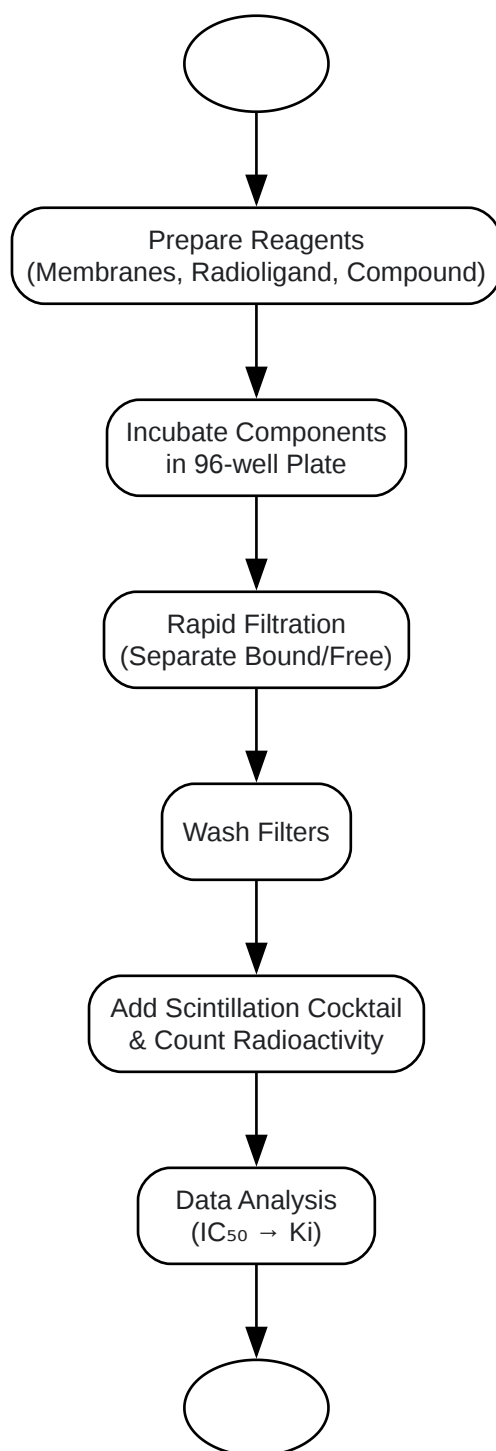 Prepare Reagents
(Membranes, Radioligand, Compound)
Incubate Components
in 96-well Plate
Rapid Filtration
(Separate Bound/Free)
Wash Filters
Add Scintillation Cocktail
& Count Radioactivity
Data Analysis
(IC₅₀ → Ki)